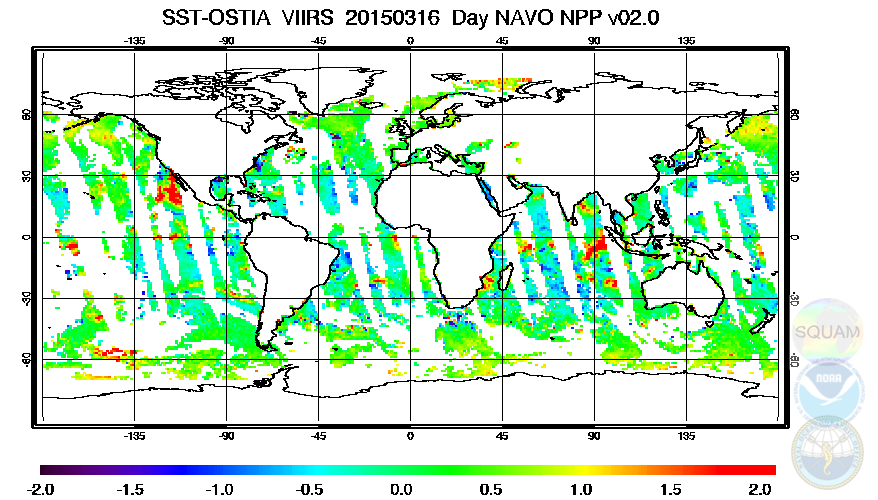 SST-OSTIA VIIRS 20150316 Day NAVO NPP v02.0
-135 -90 -45 0 45 90 135
60 60
30 30
0 0
-30 -30
-60 -60
-135 -90 -45 0 45 90 135
SQUAM
NOAA
-2.0 -1.5 -1.0 -0.5 0.0 0.5 1.0 1.5 2.0